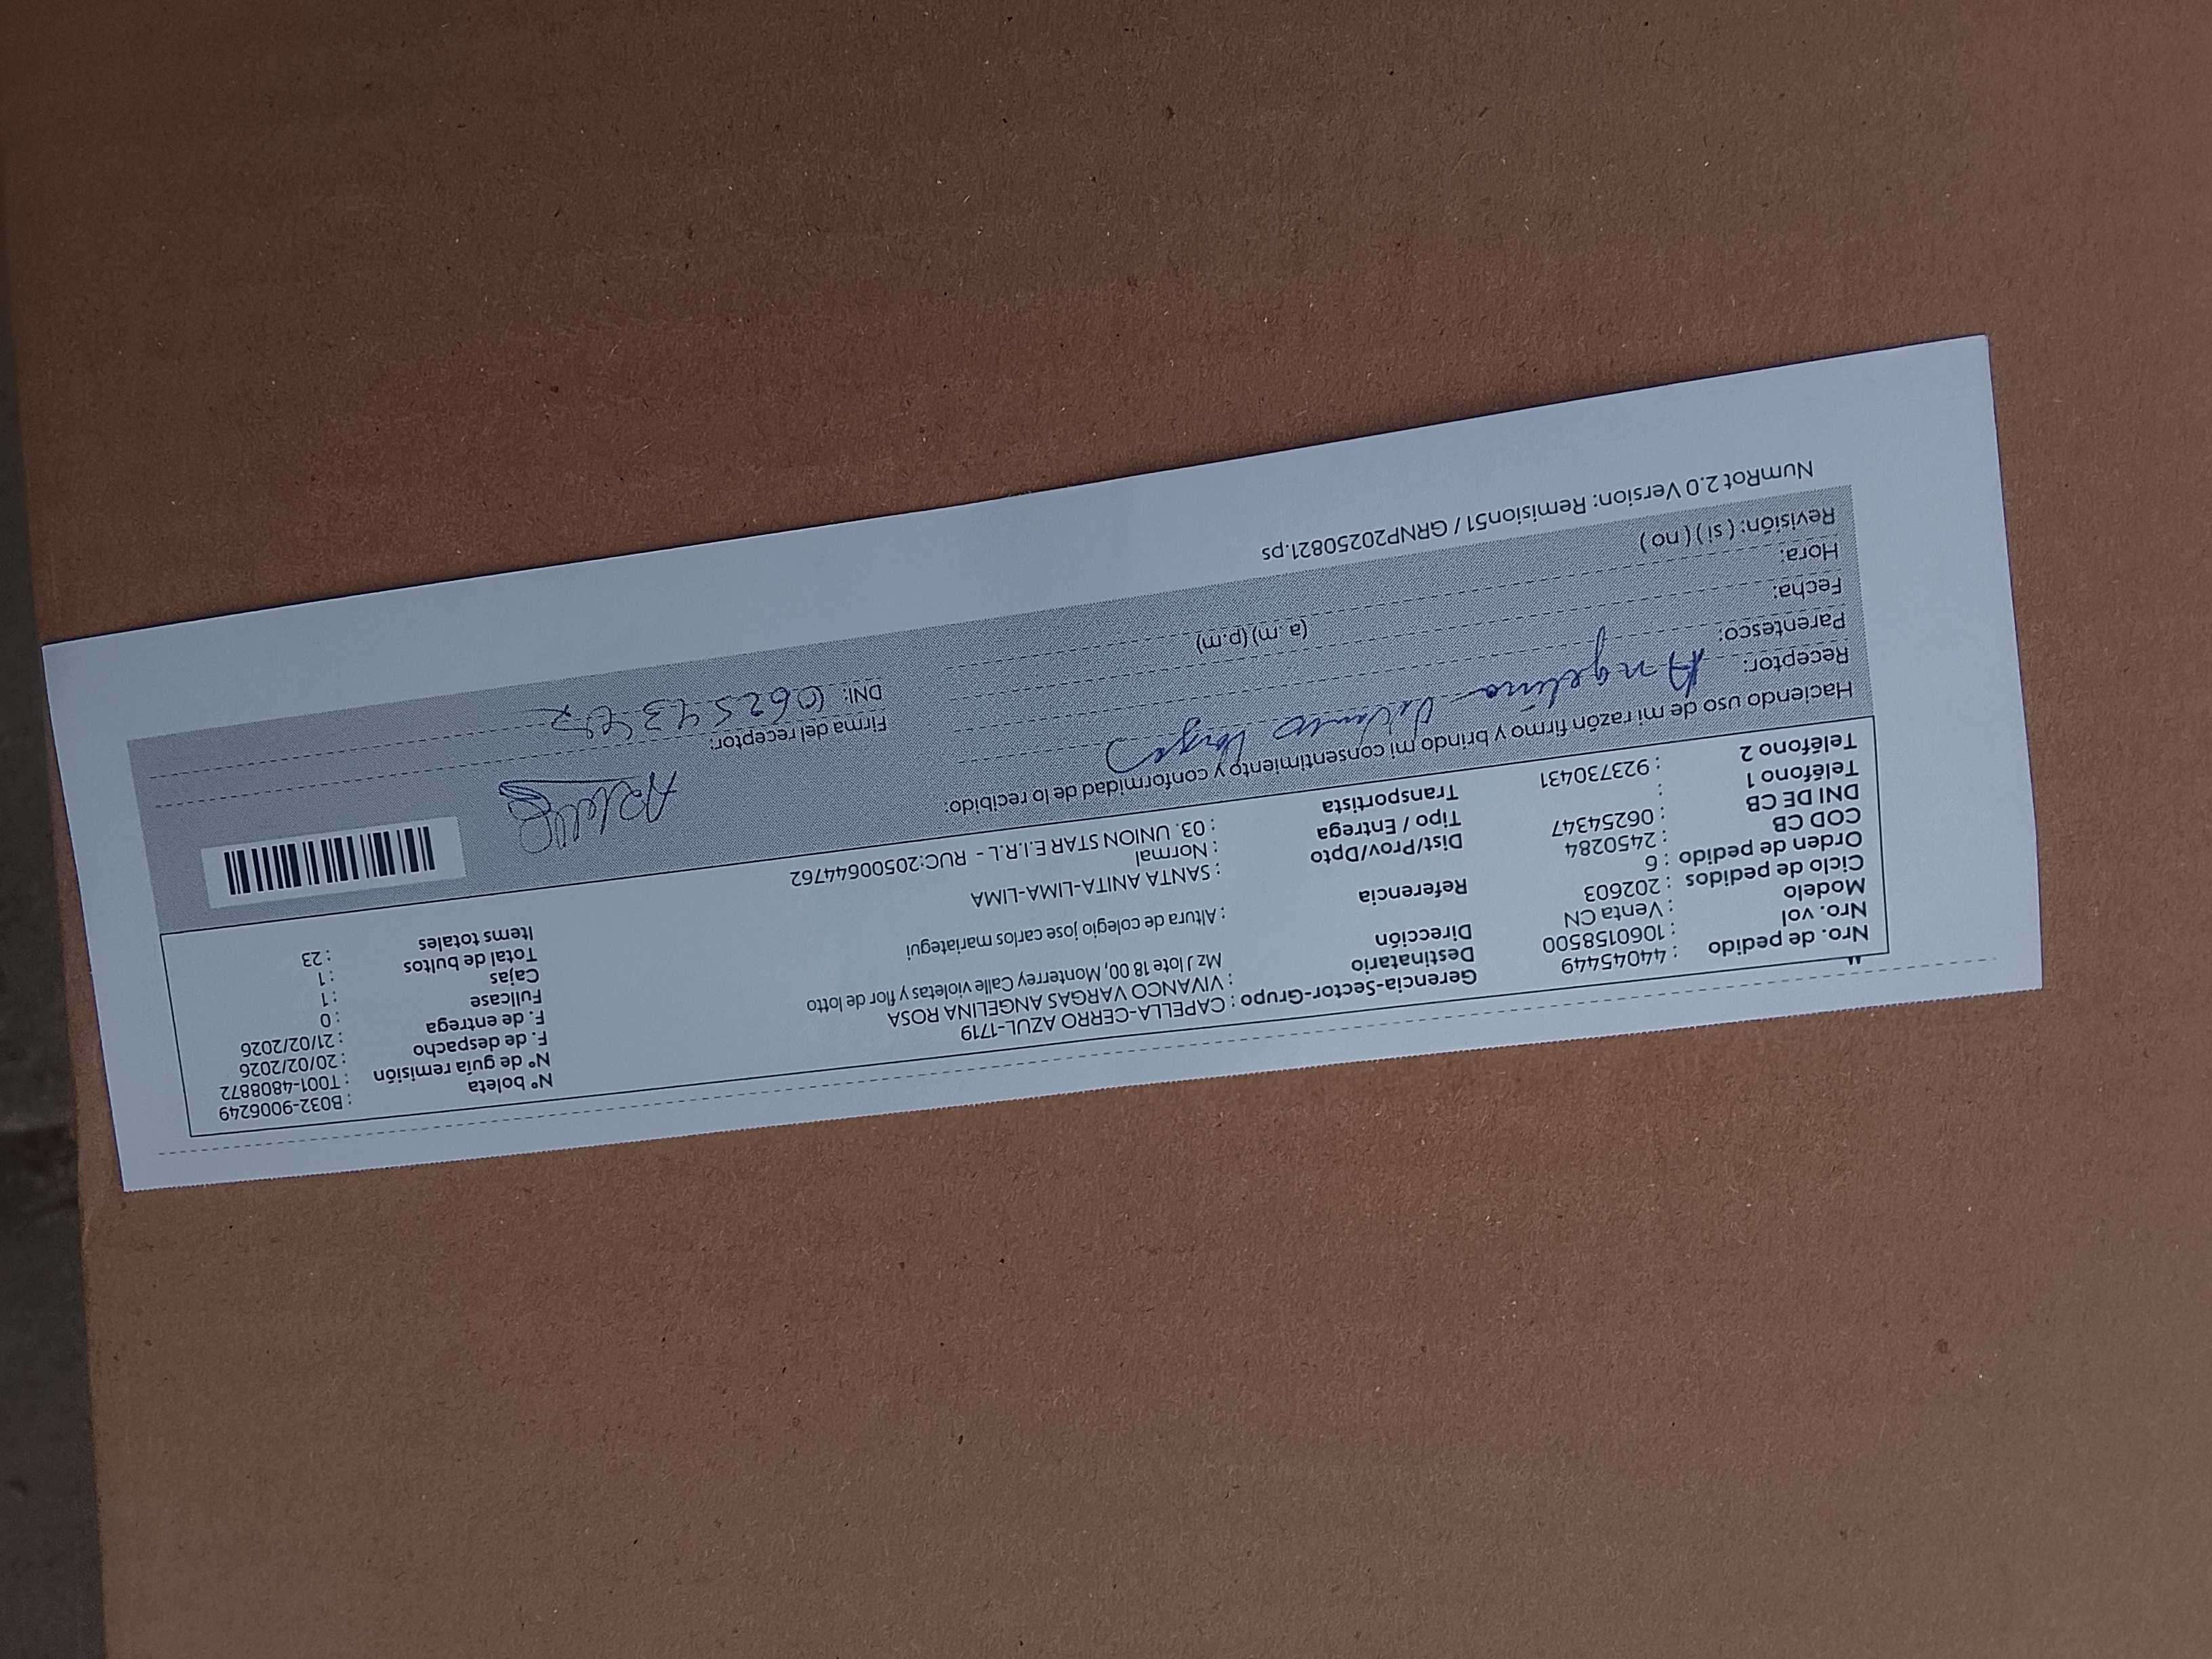 Nro. de pedido : 44045449
Nro. vol : 1060158500
Modelo : Venta CN
Ciclo de pedidos : 202603
Orden de pedido : 6
COD CB : 2450284
DNI DE CB : 06254347
Teléfono 1 :
Teléfono 2 : 923730431
Gerencia-Sector-Grupo : CAPELLA-CERRO AZUL-1719
Destinatario : VIVANCO VARGAS ANGELINA ROSA
Dirección : Mz J lote 18 00, Monterrey Calle violetas y flor de lotto
Referencia : Altura de colegio jose carlos mariategui
Dist/Prov/Dpto : SANTA ANITA-LIMA-LIMA
Tipo / Entrega : Normal
Transportista : 03. UNION STAR E.I.R.L - RUC:20500644762
N° boleta : B032-9006249
N° de guía remisión : T001-4808872
F. de despacho : 20/02/2026
F. de entrega : 21/02/2026
Fullcase : 0
Cajas : 1
Total de bultos : 1
Items totales : 23
Haciendo uso de mi razón firmo y brindo mi consentimiento y conformidad de lo recibido:
Receptor: Angelina Vivanco Vargas
Parentesco:
Fecha:
Hora: (a. m) (p.m)
Revisión: ( si ) ( no )
Firma del receptor:
DNI:
NumRot 2.0 Version: Remision51 / GRNP20250821.ps